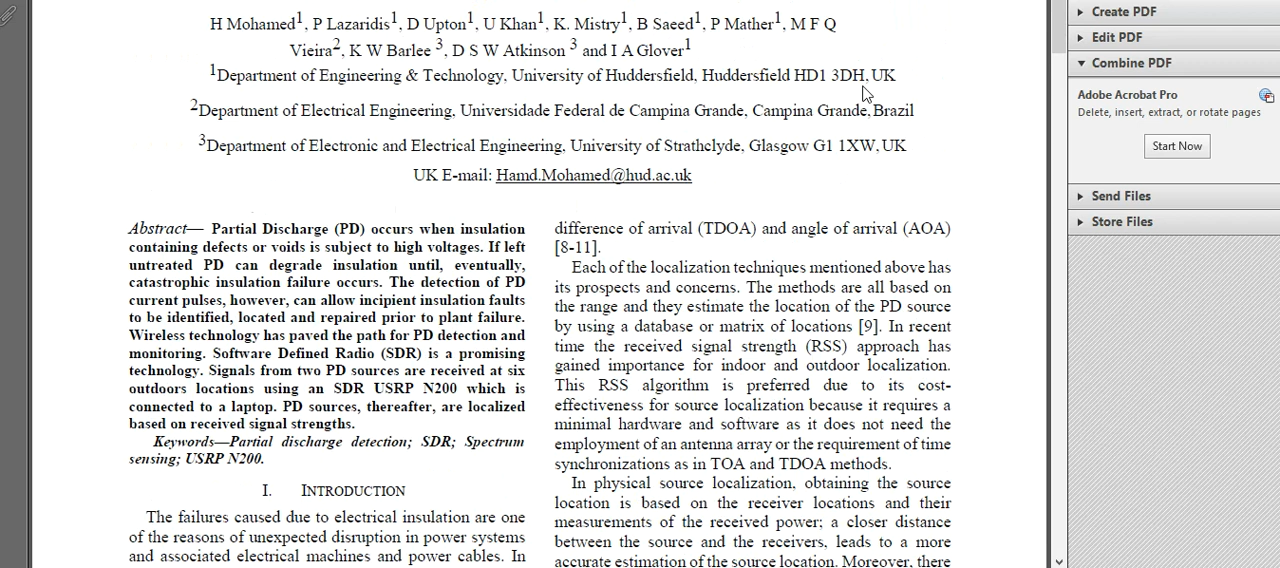 H Mohamed1, P Lazaridis1, D Upton1, U Khan1, K. Mistry1, B Saeed1, P Mather1, M F Q
Vieira2, K W Barlee 3, D S W Atkinson 3 and I A Glover1
1Department of Engineering & Technology, University of Huddersfield, Huddersfield HD1 3DH, UK
2Department of Electrical Engineering, Universidade Federal de Campina Grande, Campina Grande, Brazil
3Department of Electronic and Electrical Engineering, University of Strathclyde, Glasgow G1 1XW, UK
UK E-mail: Hamd.Mohamed@hud.ac.uk
Abstract— Partial Discharge (PD) occurs when insulation
containing defects or voids is subject to high voltages. If left
untreated PD can degrade insulation until, eventually,
catastrophic insulation failure occurs. The detection of PD
current pulses, however, can allow incipient insulation faults
to be identified, located and repaired prior to plant failure.
Wireless technology has paved the path for PD detection and
monitoring. Software Defined Radio (SDR) is a promising
technology. Signals from two PD sources are received at six
outdoors locations using an SDR USRP N200 which is
connected to a laptop. PD sources, thereafter, are localized
based on received signal strengths.
Keywords—Partial discharge detection; SDR; Spectrum
sensing; USRP N200.
I. INTRODUCTION
The failures caused due to electrical insulation are one
of the reasons of unexpected disruption in power systems
and associated electrical machines and power cables. In
difference of arrival (TDOA) and angle of arrival (AOA)
[8-11].
Each of the localization techniques mentioned above has
its prospects and concerns. The methods are all based on
the range and they estimate the location of the PD source
by using a database or matrix of locations [9]. In recent
time the received signal strength (RSS) approach has
gained importance for indoor and outdoor localization.
This RSS algorithm is preferred due to its cost-
effectiveness for source localization because it requires a
minimal hardware and software as it does not need the
employment of an antenna array or the requirement of time
synchronizations as in TOA and TDOA methods.
In physical source localization, obtaining the source
location is based on the receiver locations and their
measurements of the received power; a closer distance
between the source and the receivers, leads to a more
accurate estimation of the source location. Moreover, there
Create PDF
Edit PDF
Combine PDF
Adobe Acrobat Pro
Delete, insert, extract, or rotate pages
Start Now
Send Files
Store Files